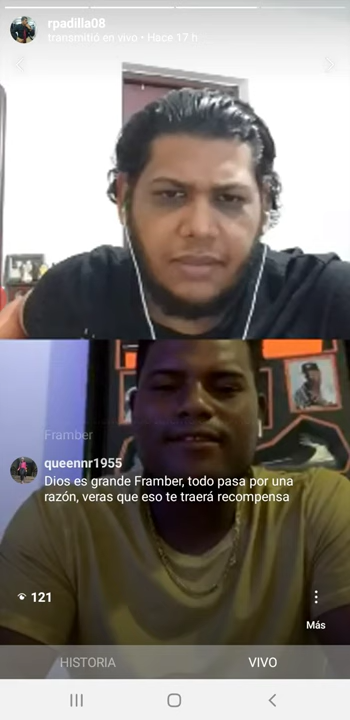 rpadilla08
transmitió en vivo • Hace 17 h
Framber
queennr1955
Dios es grande Framber, todo pasa por una
razón, veras que eso te traerá recompensa
121
Más
HISTORIA
VIVO